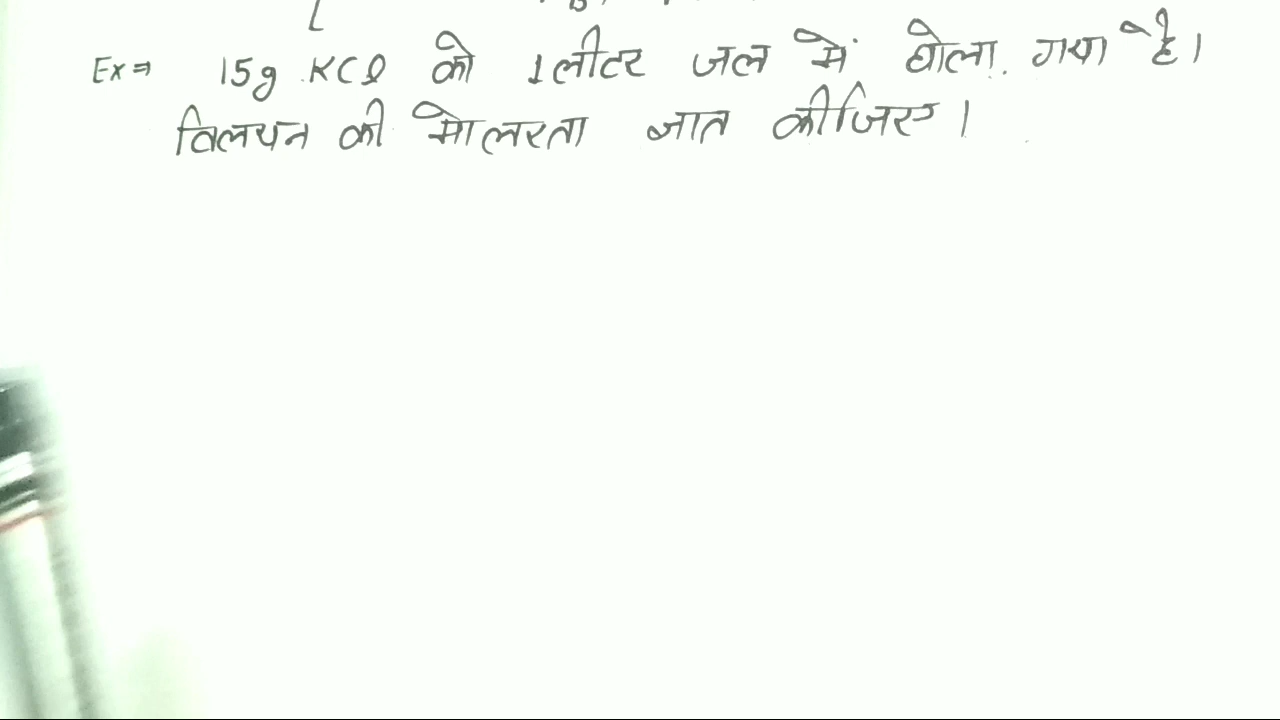 Ex⇒ 15g KCl को 1लीटर जल में घोला गया है।
विलयन की मोलरता ज्ञात कीजिए।